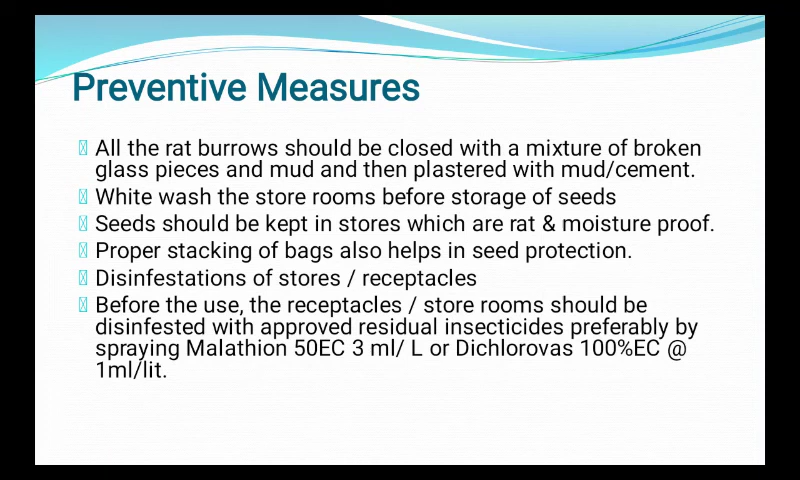 Preventive Measures
All the rat burrows should be closed with a mixture of broken
glass pieces and mud and then plastered with mud/cement.
White wash the store rooms before storage of seeds
Seeds should be kept in stores which are rat & moisture proof.
Proper stacking of bags also helps in seed protection.
Disinfestations of stores / receptacles
Before the use, the receptacles / store rooms should be
disinfested with approved residual insecticides preferably by
spraying Malathion 50EC 3 ml/ L or Dichlorovas 100%EC @
1ml/lit.